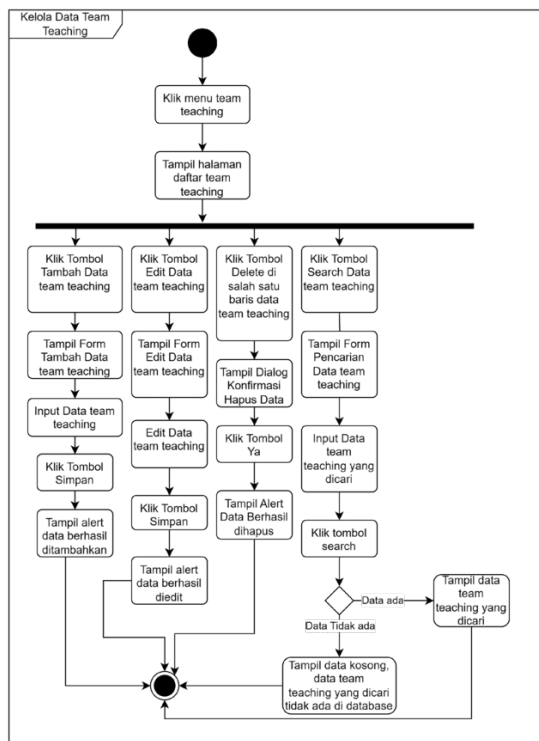 Kelola Data Team
Teaching
Klik menu team
teaching
Tampil halaman
daftar team
teaching
Klik Tombol
Tambah Data
team teaching
Tampil Form
Tambah Data
team teaching
Input Data team
teaching
Klik Tombol
Simpan
Tampil alert
data berhasil
ditambahkan
Klik Tombol
Edit Data
team teaching
Tampil Form
Edit Data
team teaching
Edit Data
team teaching
Klik Tombol
Simpan
Tampil alert
data berhasil
diedit
Klik Tombol
Delete di
salah satu
baris data
team teaching
Tampil Dialog
Konfirmasi
Hapus Data
Klik Tombol
Ya
Tampil Alert
Data Berhasil
dihapus
Klik Tombol
Search Data
team teaching
Tampil Form
Pencarian
Data team
teaching
Input Data
team
teaching yang
dicari
Klik tombol
search
Data ada
Tampil data
team
teaching yang
dicari
Data Tidak ada
Tampil data kosong,
data team
teaching yang dicari
tidak ada di database